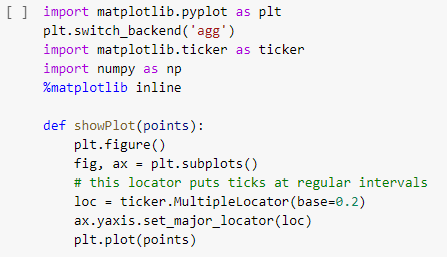 [ ] import matplotlib.pyplot as plt
plt.switch_backend('agg')
import matplotlib.ticker as ticker
import numpy as np
%matplotlib inline

def showPlot(points):
    plt.figure()
    fig, ax = plt.subplots()
    # this locator puts ticks at regular intervals
    loc = ticker.MultipleLocator(base=0.2)
    ax.yaxis.set_major_locator(loc)
    plt.plot(points)